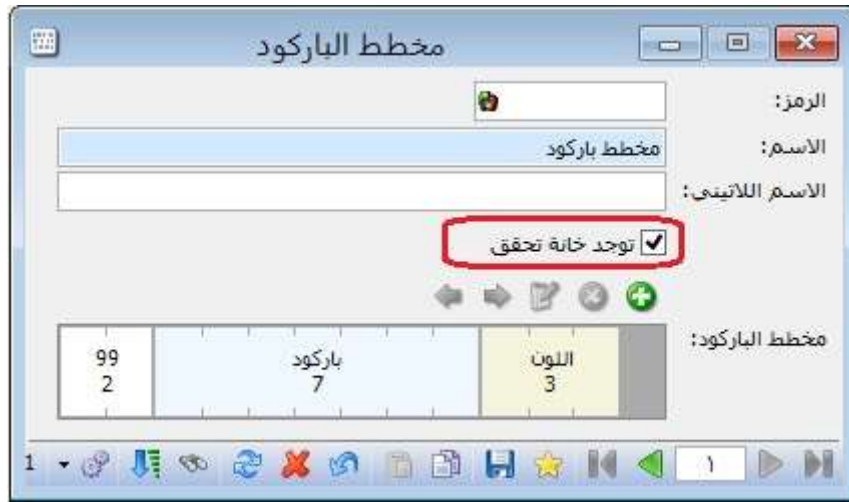 مخطط الباركود
الرمز:
الاسم: مخطط باركود
الاسم اللاتيني:
توجد خانة تحقق
مخطط الباركود:
99 باركود اللون
2 7 3
1 ١